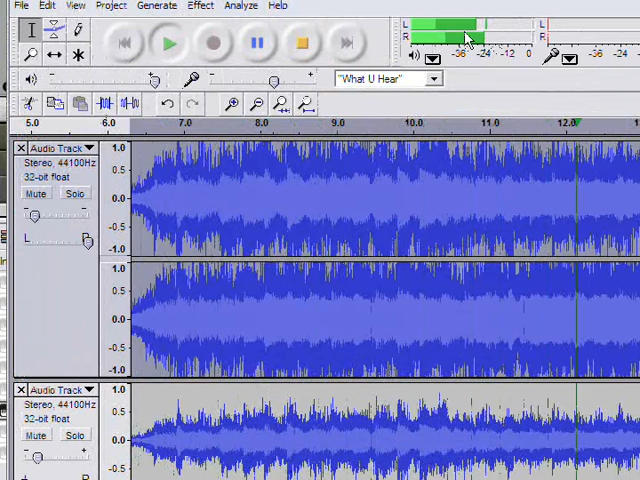 File Edit View Project Generate Effect Analyze Help
L L
R R
-36 -24 -12 0 -36 -24
- + - + "What U Hear"
5.0 6.0 7.0 8.0 9.0 10.0 11.0 12.0
Audio Track 1.0
Stereo, 44100Hz
32-bit float 0.5
Mute Solo 0.0
- +
-0.5
L R
-1.0
1.0
0.5
0.0
-0.5
-1.0
Audio Track 1.0
Stereo, 44100Hz 0.5
32-bit float
Mute Solo 0.0
- +
-0.5